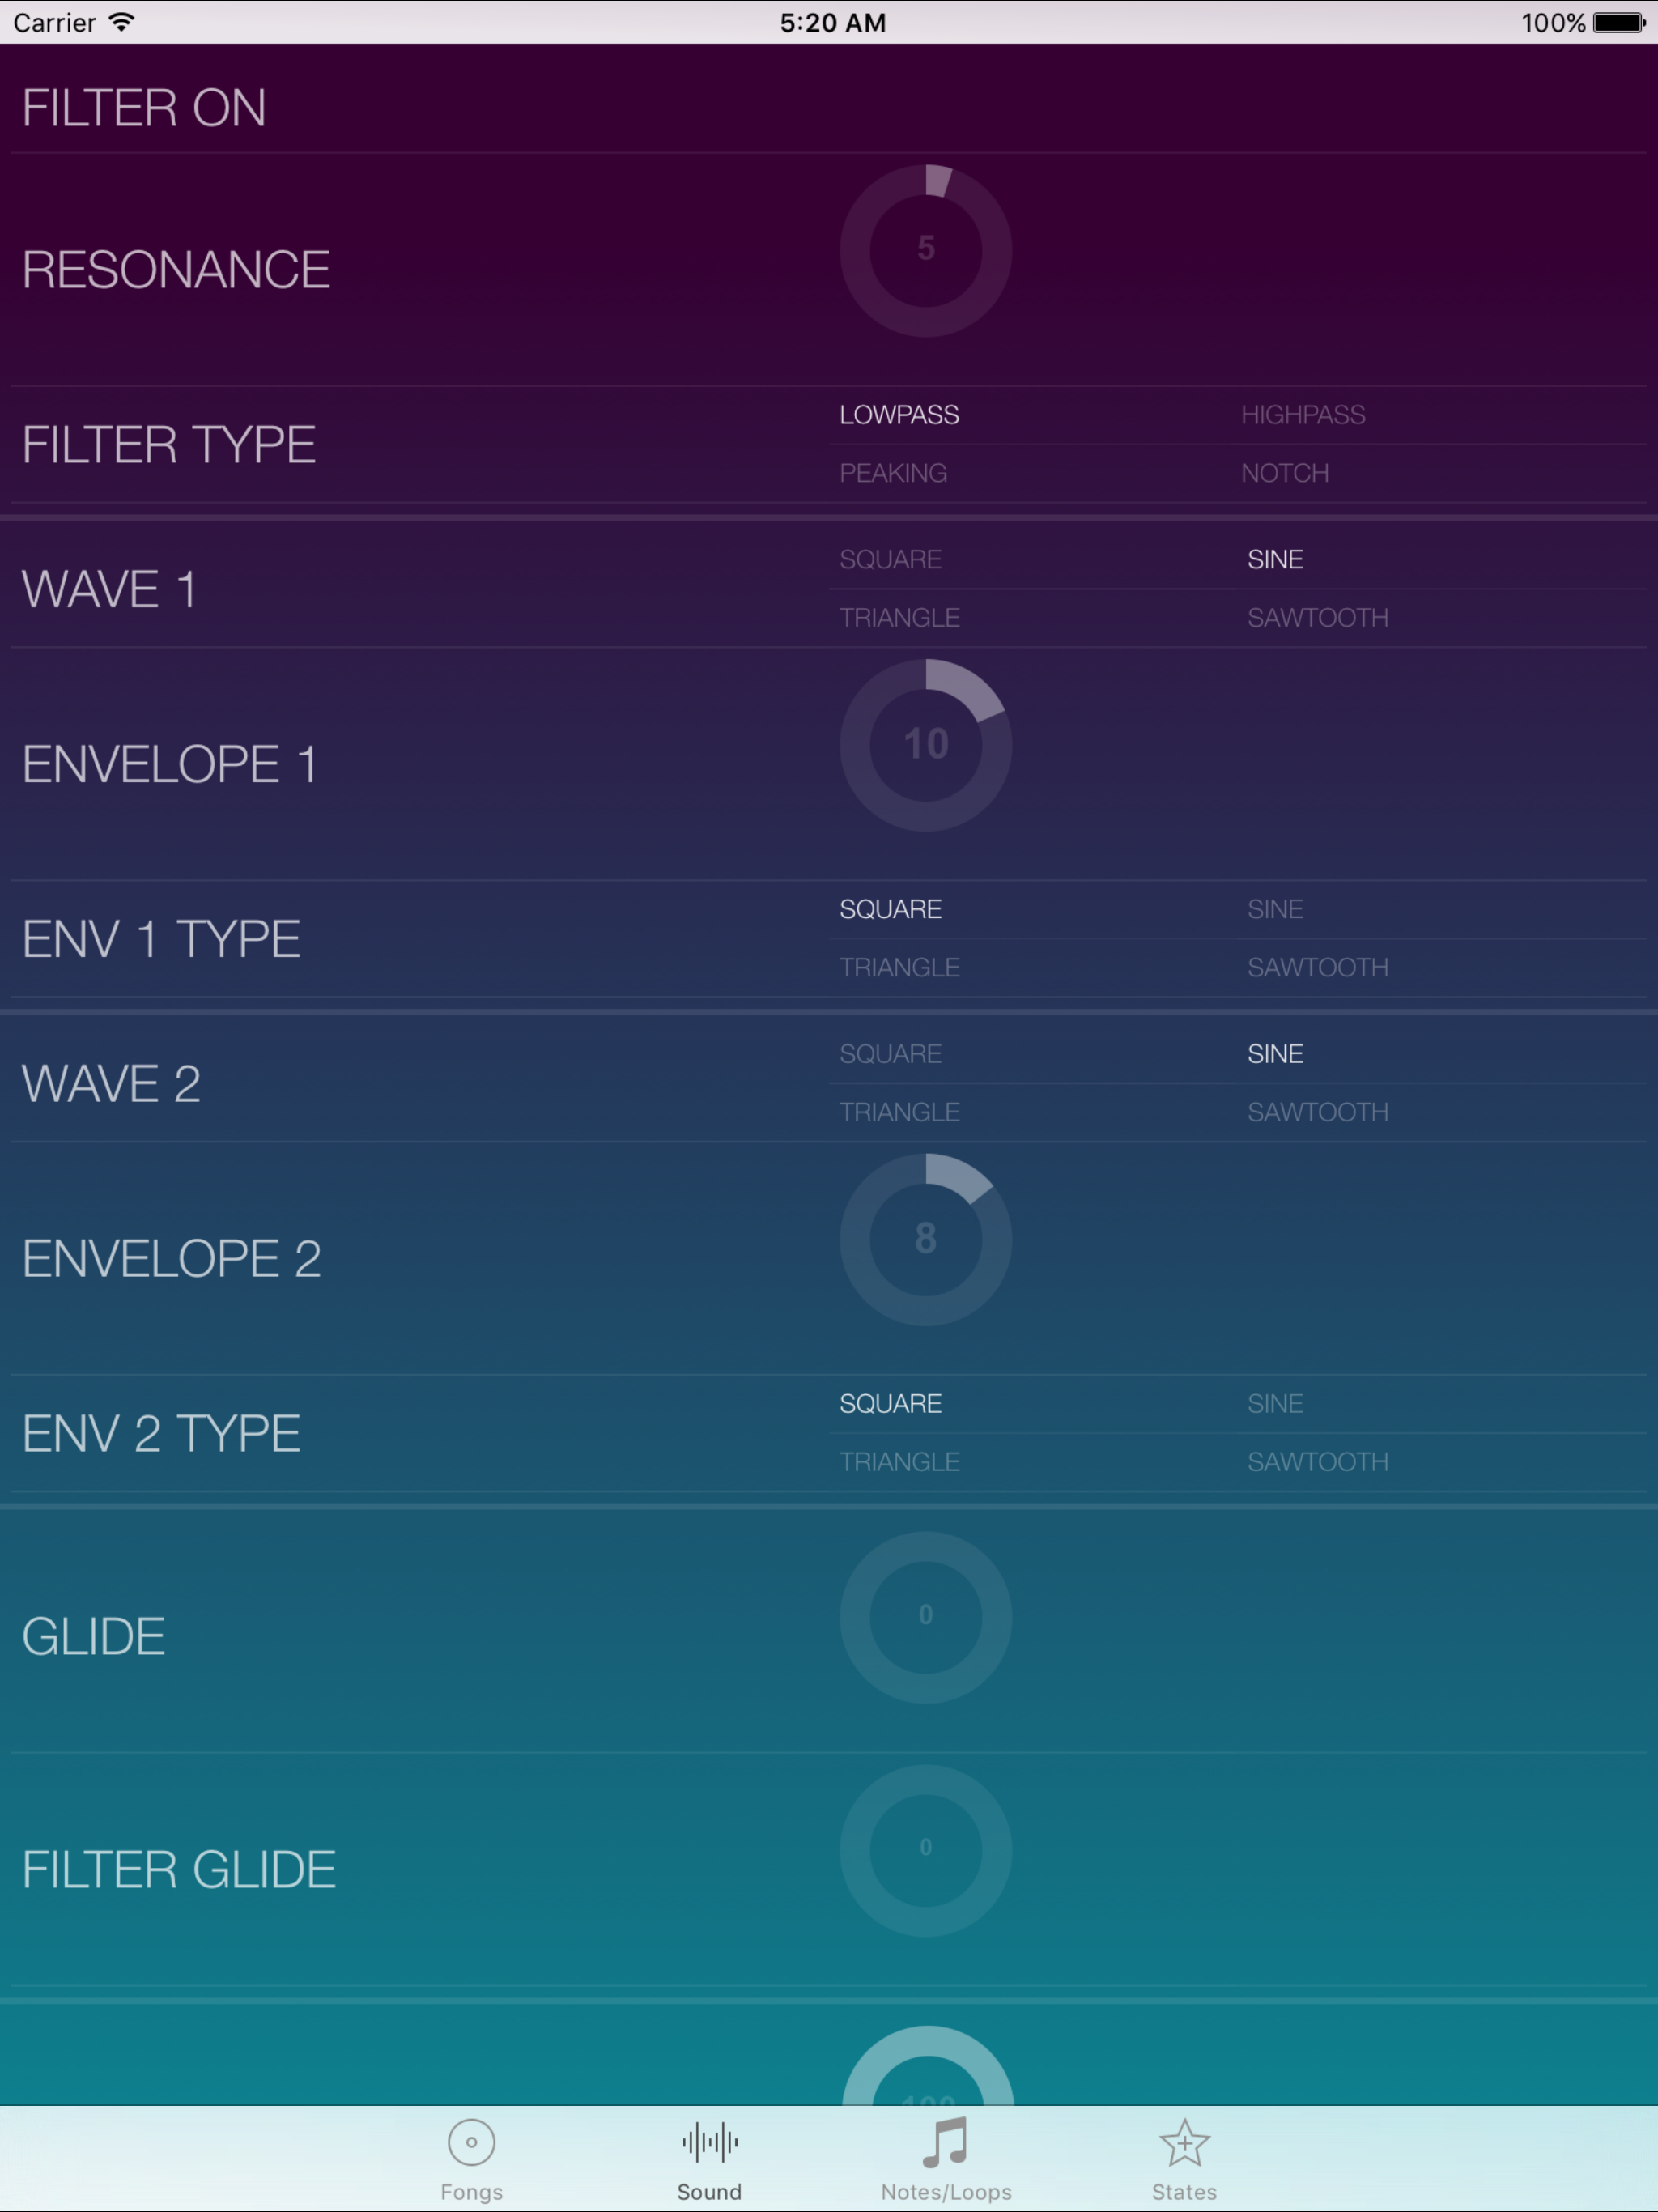 Carrier 5:20 AM 100%
FILTER ON
RESONANCE
5
FILTER TYPE
LOWPASS HIGHPASS
PEAKING NOTCH
WAVE 1
SQUARE SINE
TRIANGLE SAWTOOTH
ENVELOPE 1
10
ENV 1 TYPE
SQUARE SINE
TRIANGLE SAWTOOTH
WAVE 2
SQUARE SINE
TRIANGLE SAWTOOTH
ENVELOPE 2
8
ENV 2 TYPE
SQUARE SINE
TRIANGLE SAWTOOTH
GLIDE
0
FILTER GLIDE
0
Fongs Sound Notes/Loops States